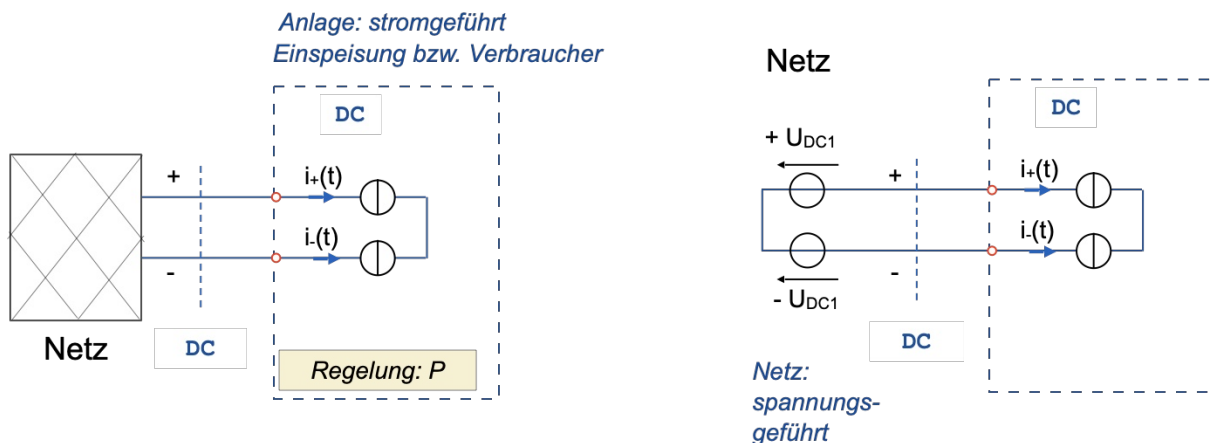 Anlage: stromgeführt
Einspeisung bzw. Verbraucher
DC
+
i+(t)
i-(t)
-
Netz
DC
Regelung: P
Netz
DC
+ UDC1
+
i+(t)
i-(t)
-
- UDC1
DC
Netz:
spannungs-
geführt